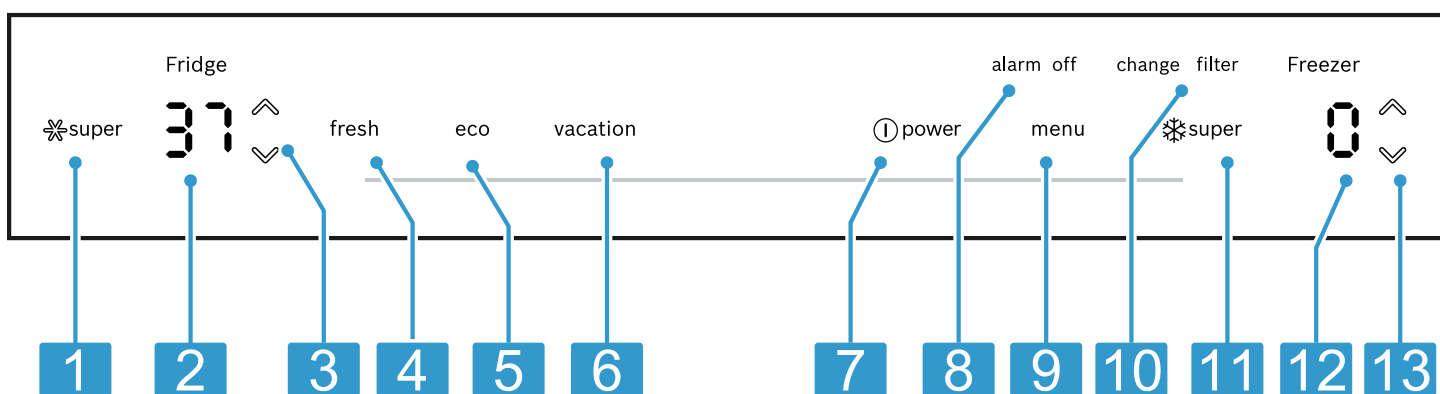 Fridge alarm off change filter Freezer
super 37 fresh eco vacation power menu super 0
1 2 3 4 5 6 7 8 9 10 11 12 13